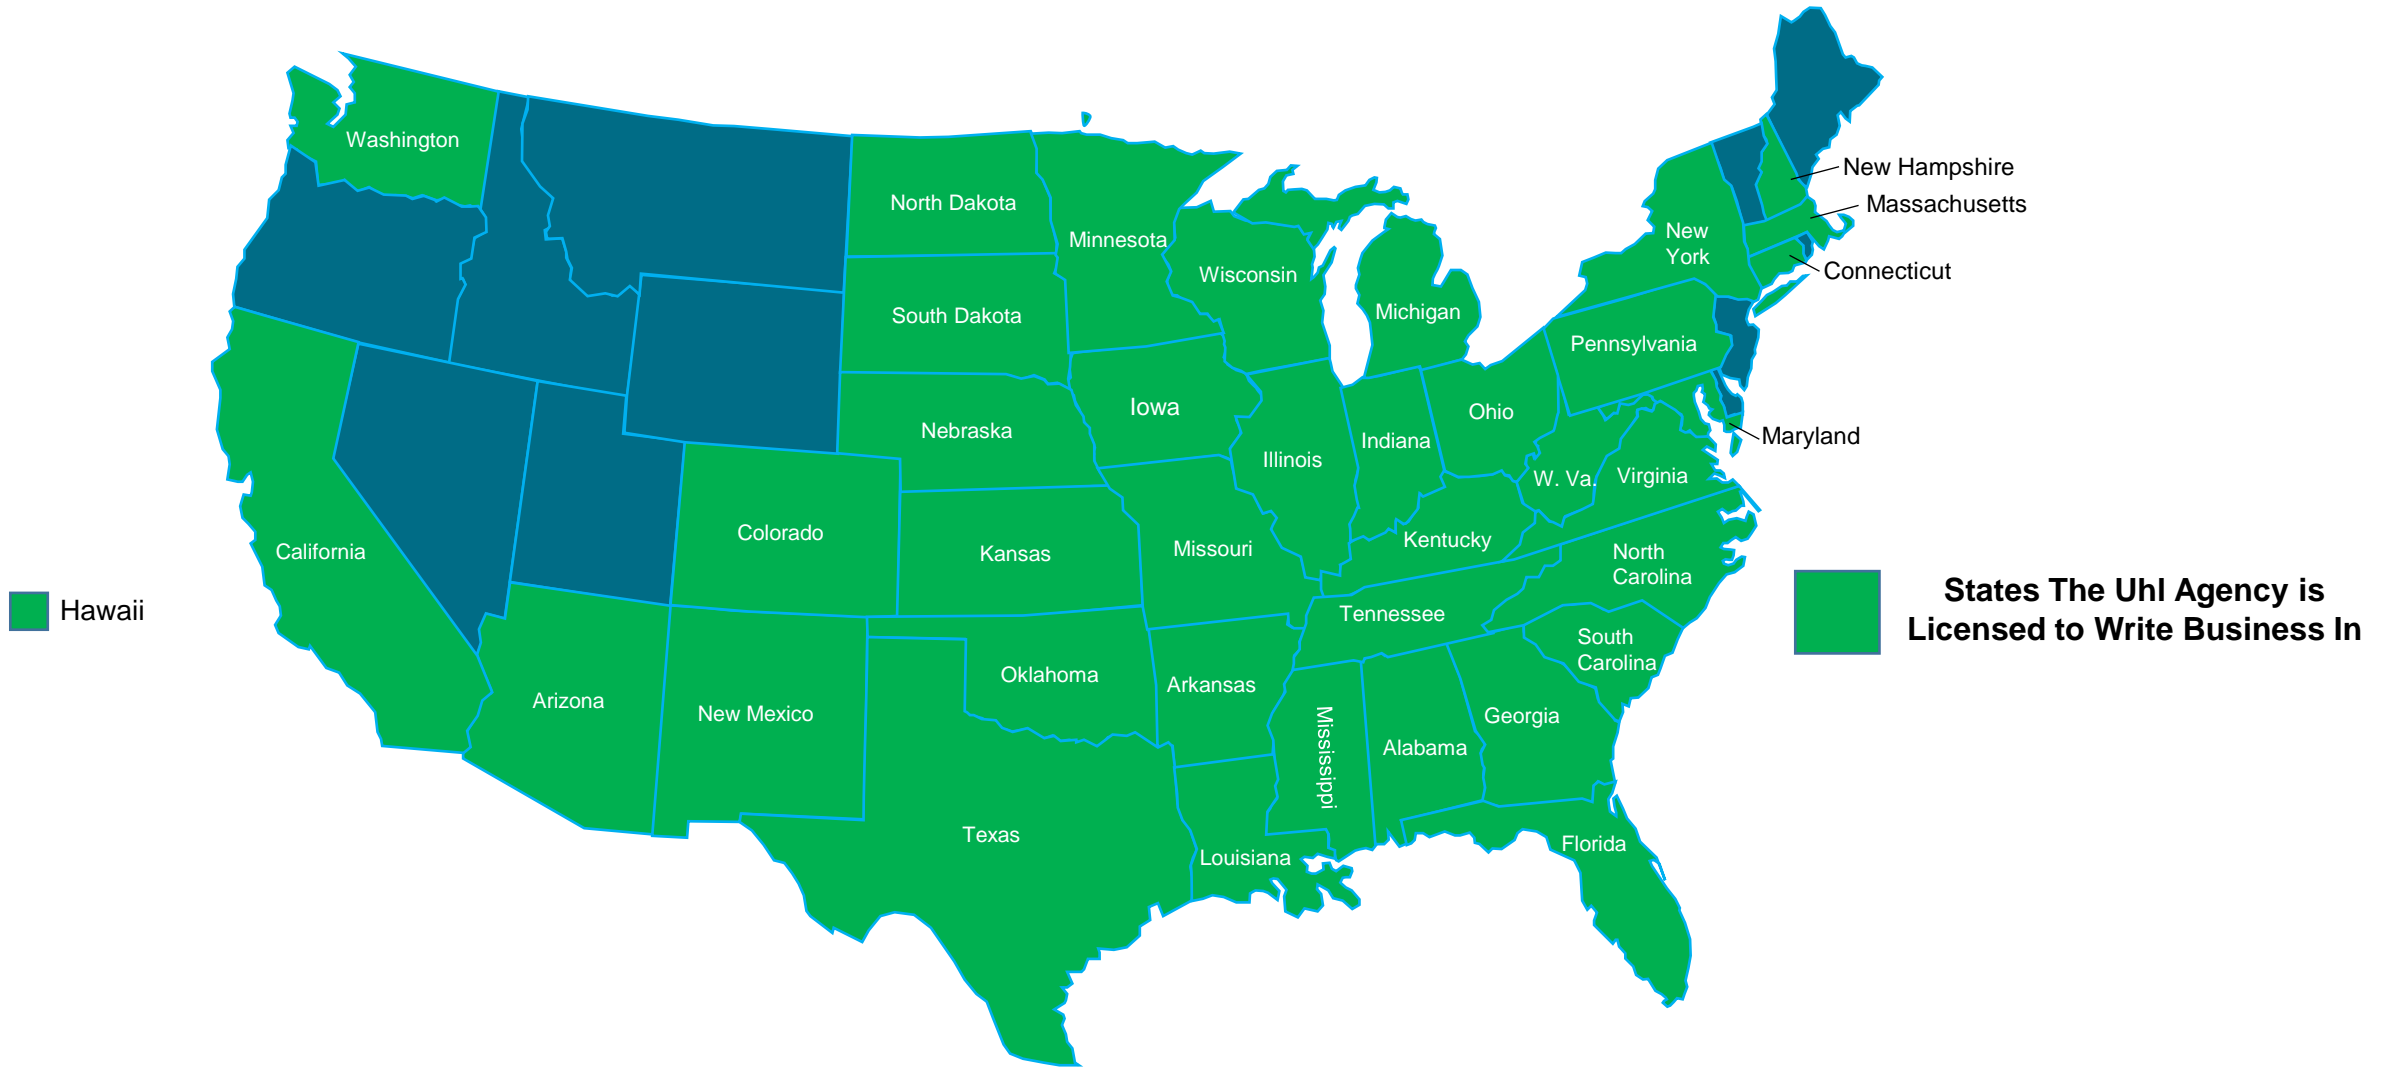 Washington
North Dakota
Minnesota
New Hampshire
Massachusetts
New
York
Connecticut
Wisconsin
Michigan
South Dakota
Pennsylvania
Iowa
Ohio
Nebraska
Indiana
Maryland
Illinois
W. Va.
Virginia
Colorado
Kansas
Missouri
Kentucky
California
North
Carolina
Hawaii
States The Uhl Agency is
Licensed to Write Business In
Tennessee
South
Carolina
Oklahoma
Arkansas
Arizona
New Mexico
Mississippi
Georgia
Alabama
Texas
Louisiana
Florida